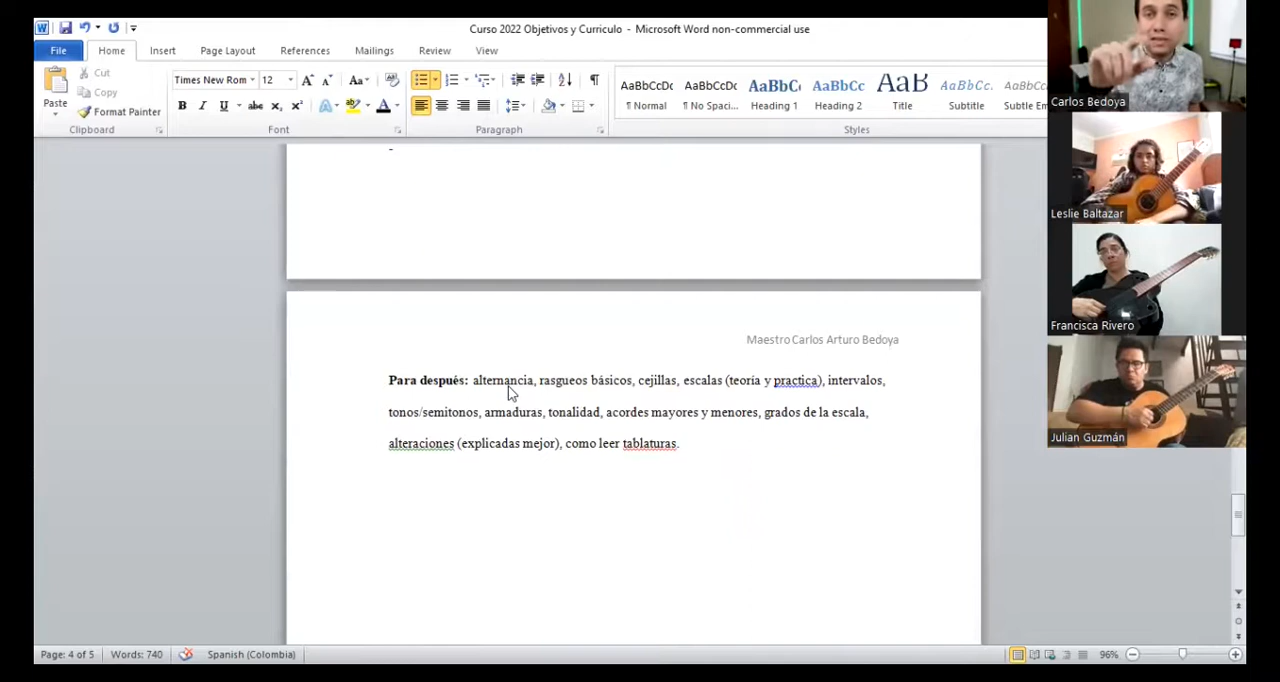 Curso 2022 Objetivos y Curriculo - Microsoft Word non-commercial use
File Home Insert Page Layout References Mailings Review View
Paste
Cut
Copy
Format Painter
Clipboard
Times New Rom 12
B I U abc x₂ x²
Font
Paragraph
AaBbCcDc AaBbCcDc AaBbC AaBbCc AaB AaBbCc. AaBbCcDc
¶ Normal ¶ No Spaci... Heading 1 Heading 2 Title Subtitle Subtle Em
Styles
Carlos Bedoya
Leslie Baltazar
Francisca Rivero
Julian Guzmán
Maestro Carlos Arturo Bedoya
Para después: alternancia, rasgueos básicos, cejillas, escalas (teoría y practica), intervalos,
tonos/semitonos, armaduras, tonalidad, acordes mayores y menores, grados de la escala,
alteraciones (explicadas mejor), como leer tablaturas.
Page: 4 of 5 Words: 740 Spanish (Colombia) 96%